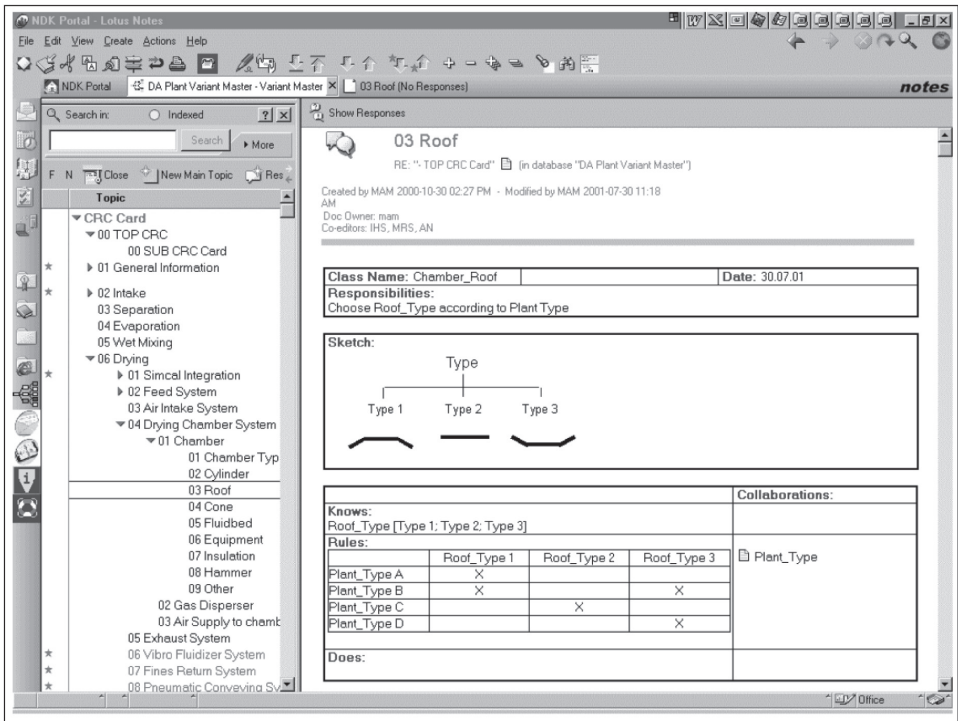 NDK Portal - Lotus Notes
File Edit View Create Actions Help
NDK Portal
DA Plant Variant Master - Variant Master
03 Roof (No Responses)
notes
Search in: Indexed
Search More
F N Close New Main Topic Res
Topic
CRC Card
00 TOP CRC
00 SUB CRC Card
01 General Information
02 Intake
03 Separation
04 Evaporation
05 Wet Mixing
06 Drying
01 Simcal Integration
02 Feed System
03 Air Intake System
04 Drying Chamber System
01 Chamber
01 Chamber Typ
02 Cylinder
03 Roof
04 Cone
05 Fluidbed
06 Equipment
07 Insulation
08 Hammer
09 Other
02 Gas Disperser
03 Air Supply to chamb
05 Exhaust System
06 Vibro Fluidizer System
07 Fines Return System
08 Pneumatic Conveying Sy
Show Responses
03 Roof
RE: "- TOP CRC Card" (in database "DA Plant Variant Master")
Created by MAM 2000-10-30 02:27 PM - Modified by MAM 2001-07-30 11:18
AM
Doc Owner: mam
Co-editors: IHS, MRS, AN
Class Name: Chamber_Roof Date: 30.07.01
Responsibilities:
Choose Roof_Type according to Plant Type
Sketch:
Type
Type 1 Type 2 Type 3
Collaborations:
Knows:
Roof_Type [Type 1; Type 2; Type 3]
Rules:
Roof_Type 1 Roof_Type 2 Roof_Type 3
Plant_Type
Plant_Type A X
Plant_Type B X X
Plant_Type C X
Plant_Type D X
Does:
Office